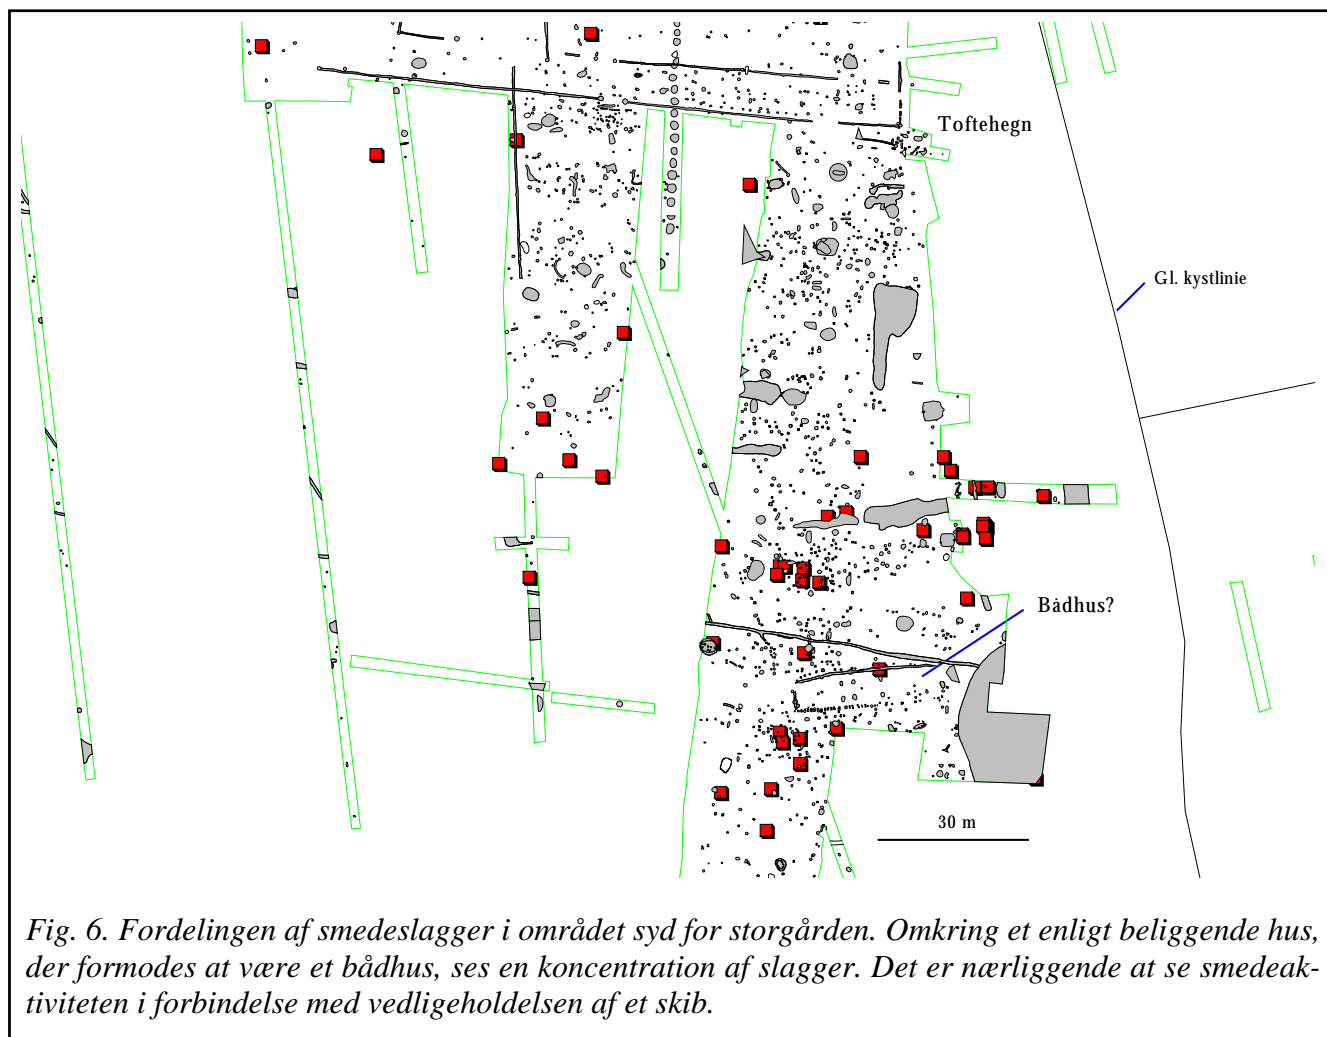 Toftehegn
Gl. kystlinie
Bådhus?
30 m
Fig. 6. Fordelingen af smedeslagger i området syd for storgården. Omkring et enligt beliggende hus,
der formodes at være et bådhus, ses en koncentration af slagger. Det er nærliggende at se smedeak-
tiviteten i forbindelse med vedligeholdelsen af et skib.